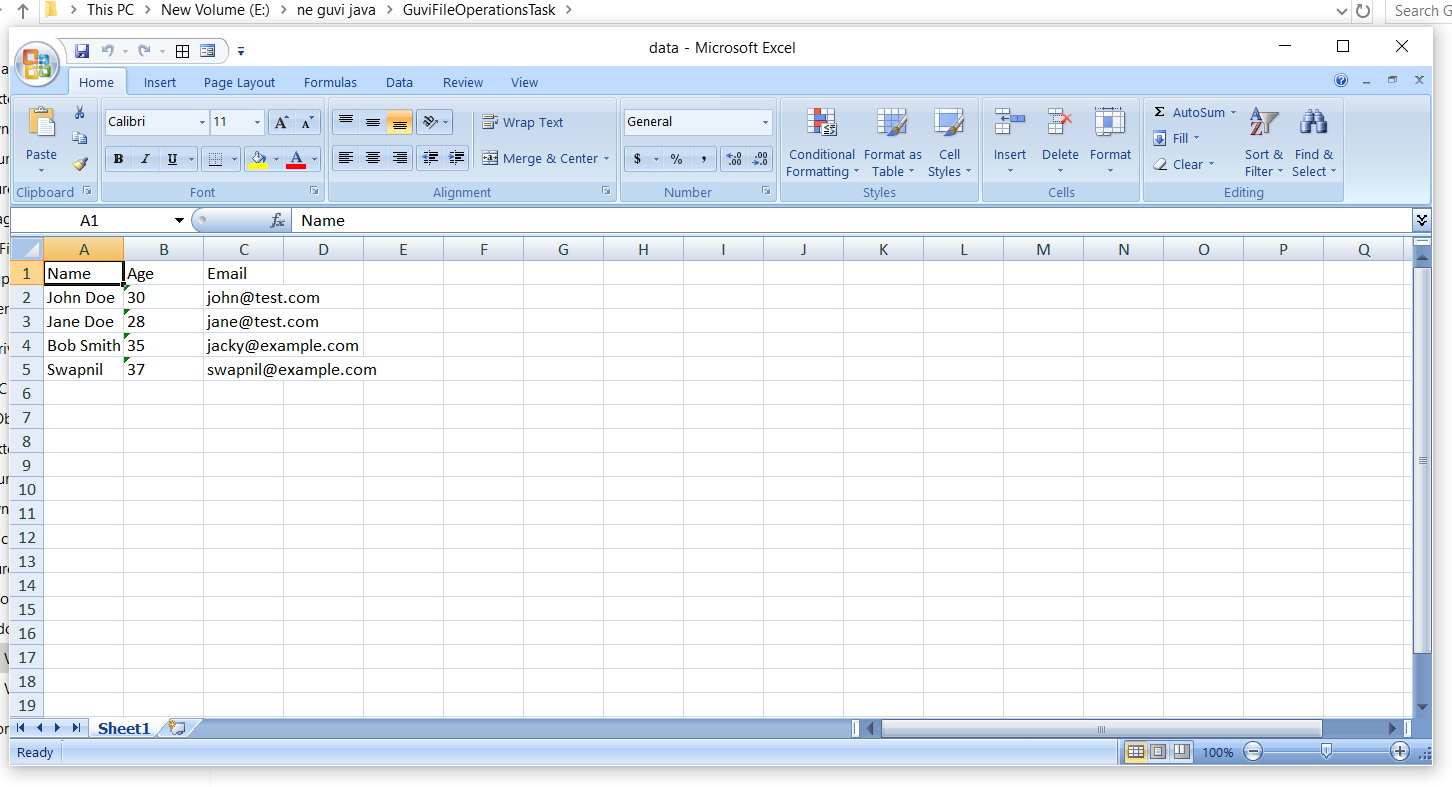 This PC > New Volume (E:) > ne guvi java > GuviFileOperationsTask >
Search G
data - Microsoft Excel
Home Insert Page Layout Formulas Data Review View
Calibri 11 Wrap Text General Σ AutoSum
Paste Conditional Formatting Format as Table Cell Styles Insert Delete Format Fill Sort & Filter Find & Select
B I U A Merge & Center $ % , Clear
Clipboard Font Alignment Number Styles Cells Editing
A1 fx Name
A B C D E F G H I J K L M N O P Q
1 Name Age Email
2 John Doe 30 john@test.com
3 Jane Doe 28 jane@test.com
4 Bob Smith 35 jacky@example.com
5 Swapnil 37 swapnil@example.com
6
7
8
9
10
11
12
13
14
15
16
17
18
19
Sheet1
Ready 100%